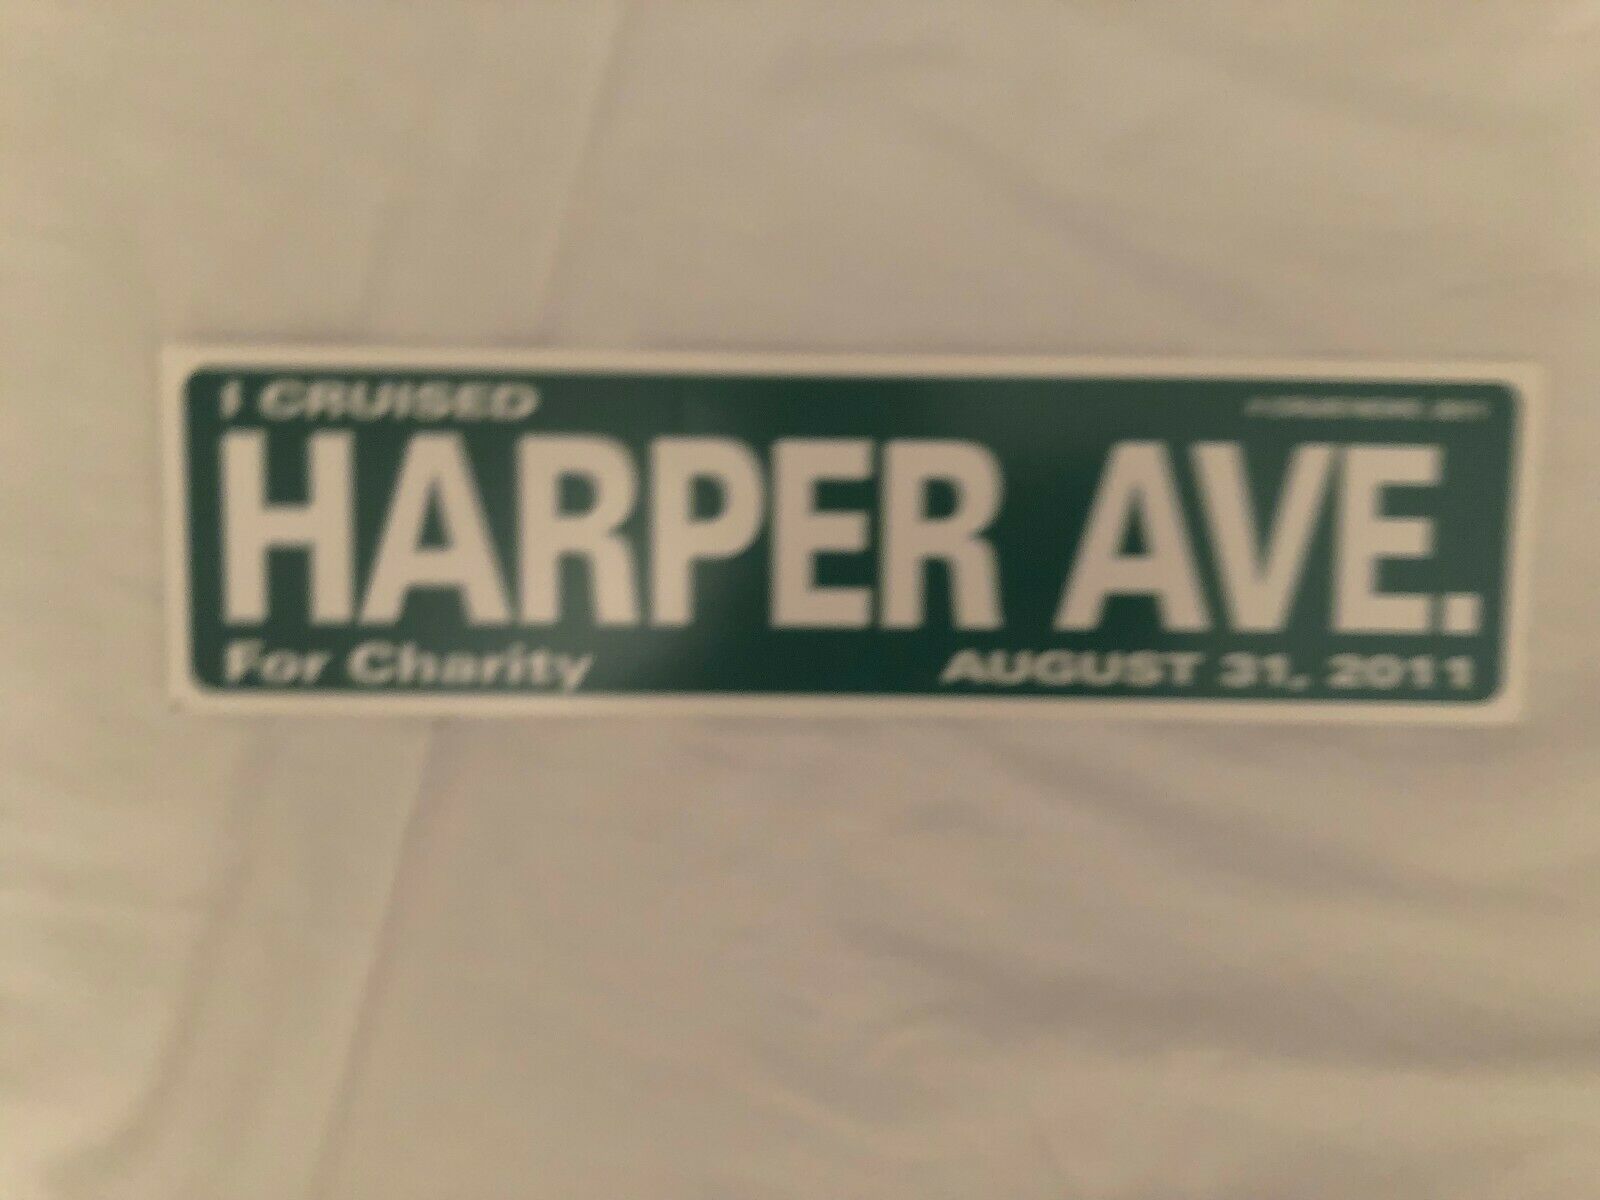 I CRUISED
HARPER AVE.
For Charity
AUGUST 31, 2011